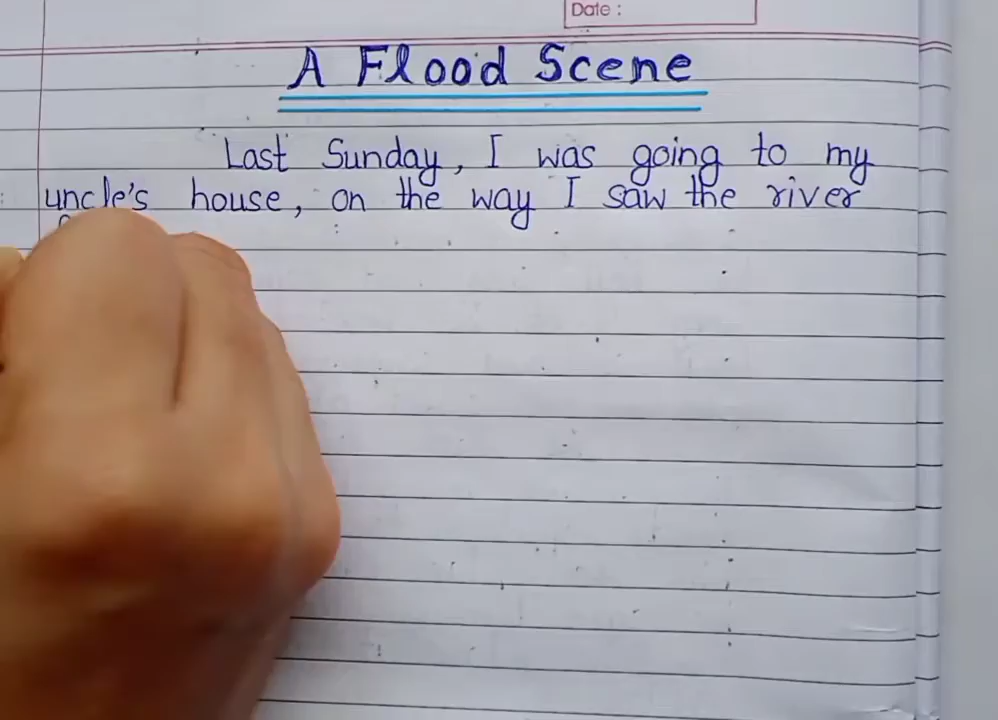 Date :
A Flood Scene
Last Sunday, I was going to my
uncle's house, on the way I saw the river